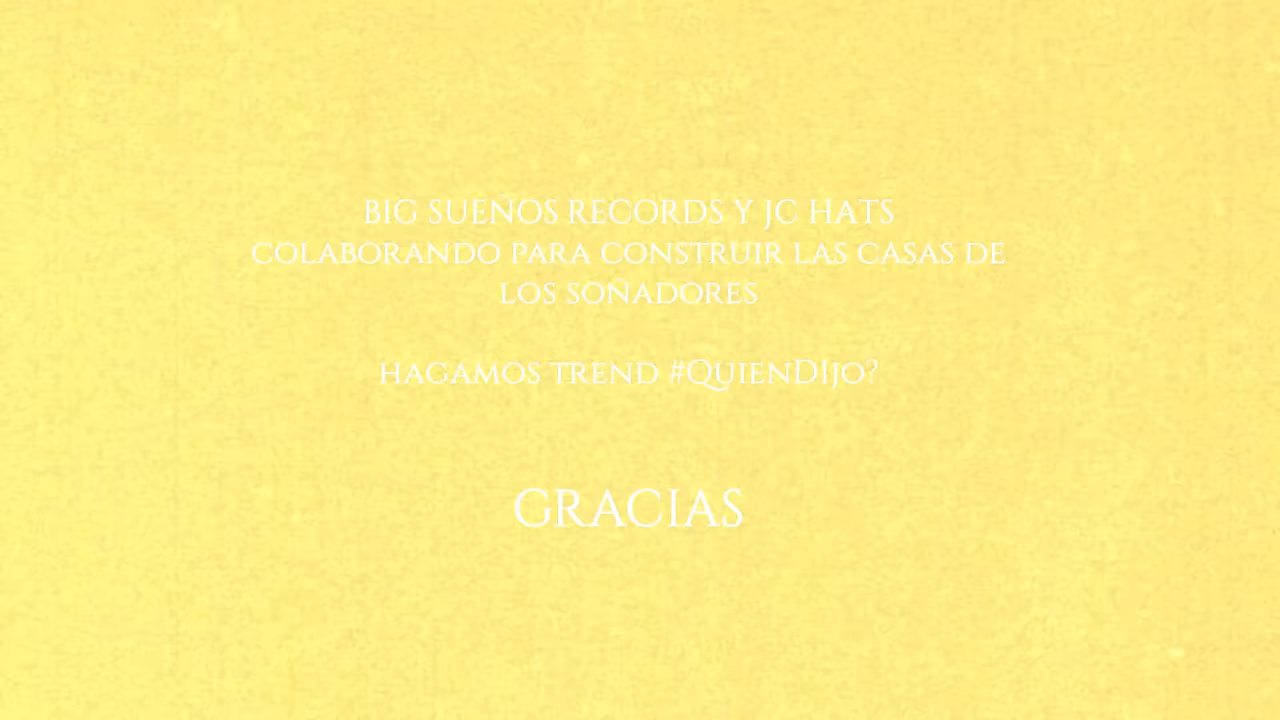 BIG SUEÑOS RECORDS Y JC HATS
COLABORANDO PARA CONSTRUIR LAS CASAS DE
LOS SOÑADORES
HAGAMOS TREND #QUIENDIJO?
GRACIAS